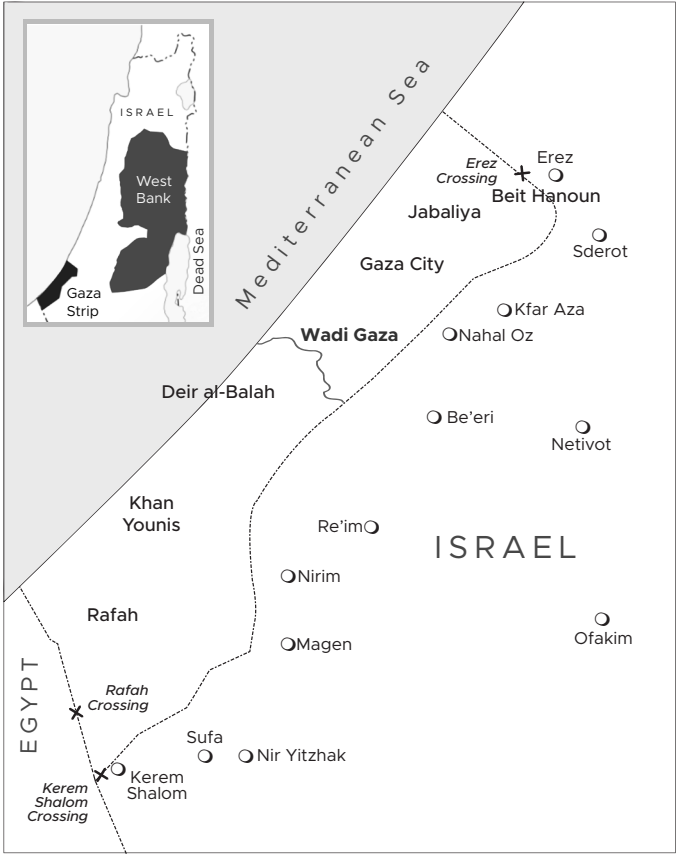 ISRAEL
West
Bank
Dead Sea
Gaza
Strip
Mediterranean Sea
Erez
Crossing
Erez
Beit Hanoun
Jabaliya
Sderot
Gaza City
Kfar Aza
Wadi Gaza
Nahal Oz
Deir al-Balah
Be’eri
Netivot
Khan
Younis
Re’im
ISRAEL
Nirim
Rafah
Magen
Ofakim
EGYPT
Rafah
Crossing
Sufa
Nir Yitzhak
Kerem
Shalom
Kerem
Shalom
Crossing